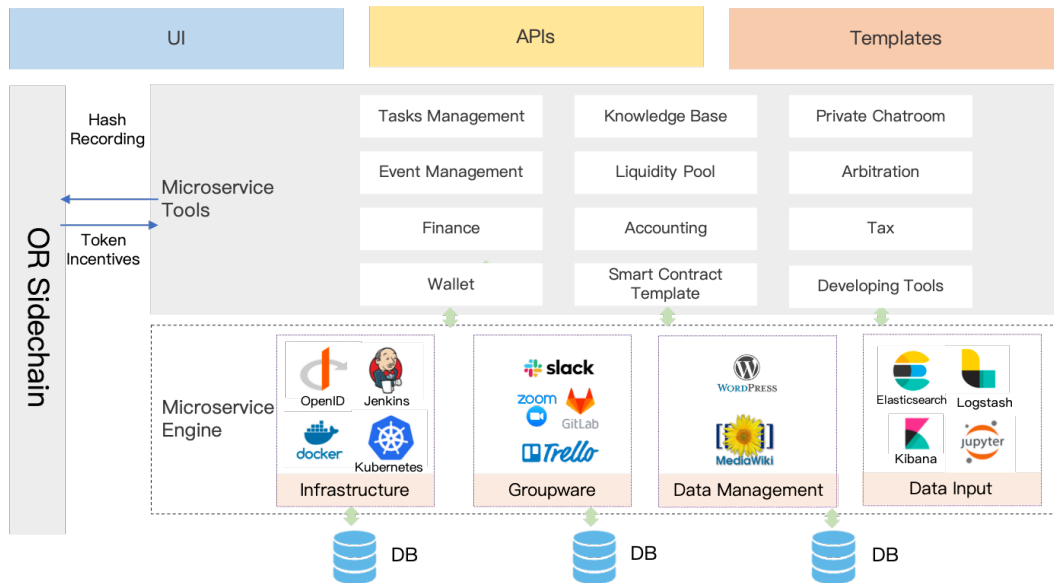 UI
APIs
Templates
OR Sidechain
Hash
Recording
Token
Incentives
Microservice
Tools
Tasks Management
Knowledge Base
Private Chatroom
Event Management
Liquidity Pool
Arbitration
Finance
Accounting
Tax
Wallet
Smart Contract
Template
Developing Tools
Microservice
Engine
OpenID
Jenkins
docker
Kubernetes
Infrastructure
slack
zoom
GitLab
Trello
Groupware
WORDPRESS
[[MediaWiki]]
Data Management
Elasticsearch
Logstash
Kibana
jupyter
Data Input
DB
DB
DB